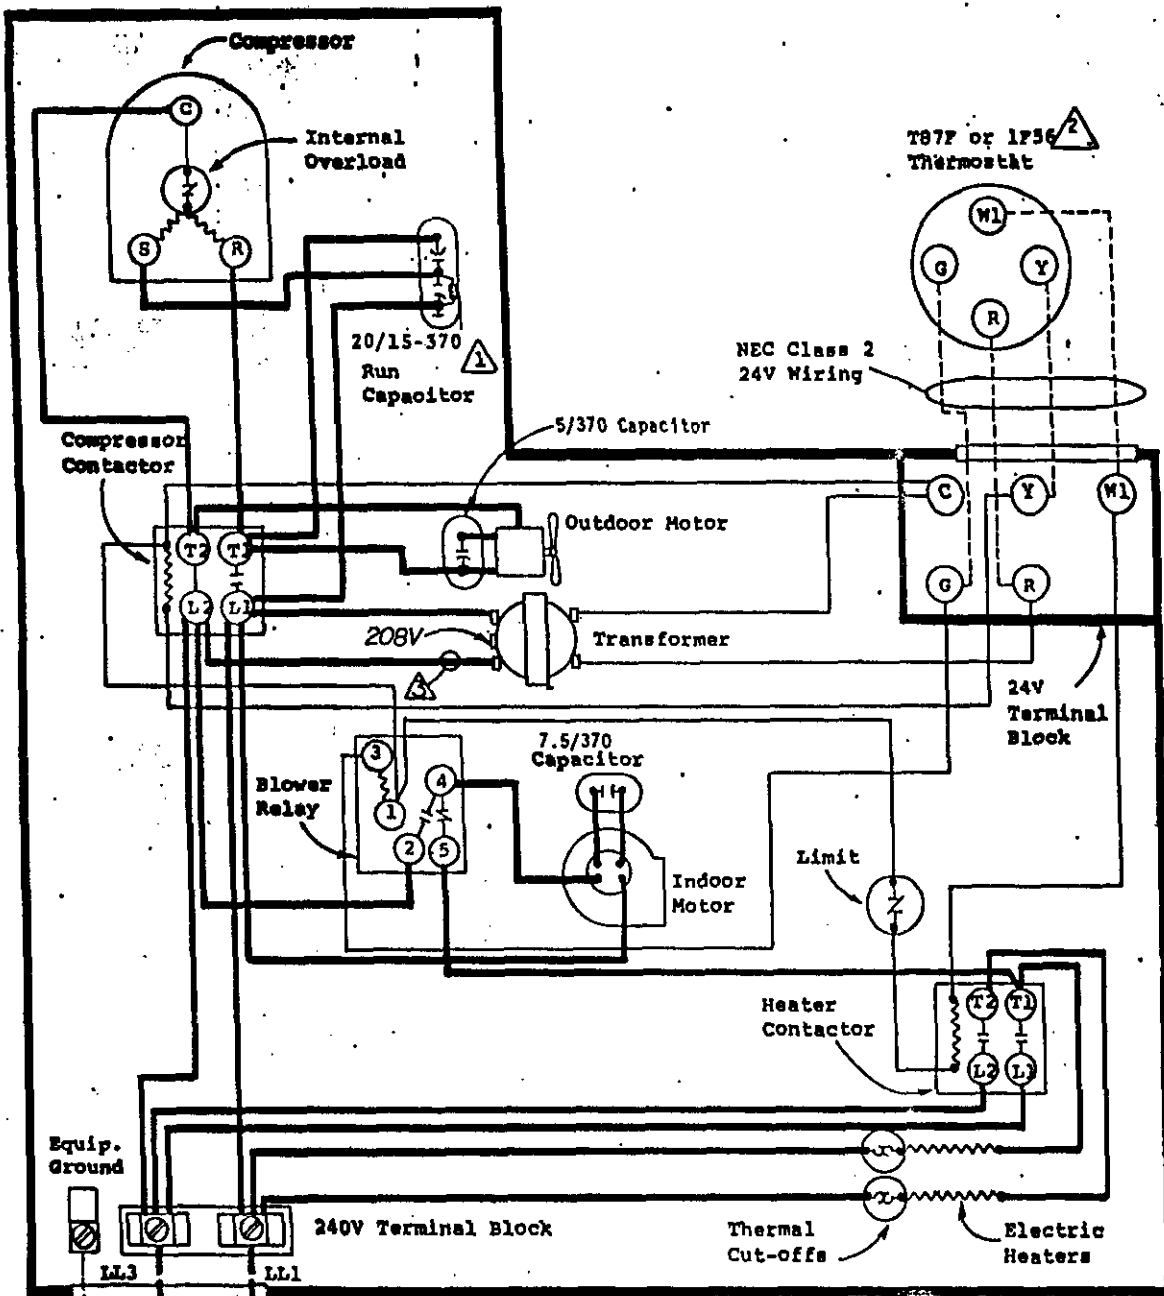 Compressor
C
Internal
Overload
S
R
20/15-370
1
Run
Capacitor
T87F or 1F56
2
Thermostat
W1
G
Y
R
NEC Class 2
24V Wiring
5/370 Capacitor
Compressor
Contactor
C
Y
W1
Outdoor Motor
T2
T1
G
R
L2
L1
208V
Transformer
3
24V
Terminal
Block
7.5/370
Capacitor
3
4
Blower
Relay
1
2
5
Limit
Indoor
Motor
Heater
Contactor
T2
T1
L2
L1
Equip.
Ground
240V Terminal Block
Thermal
Cut-offs
Electric
Heaters
LL3
LL1